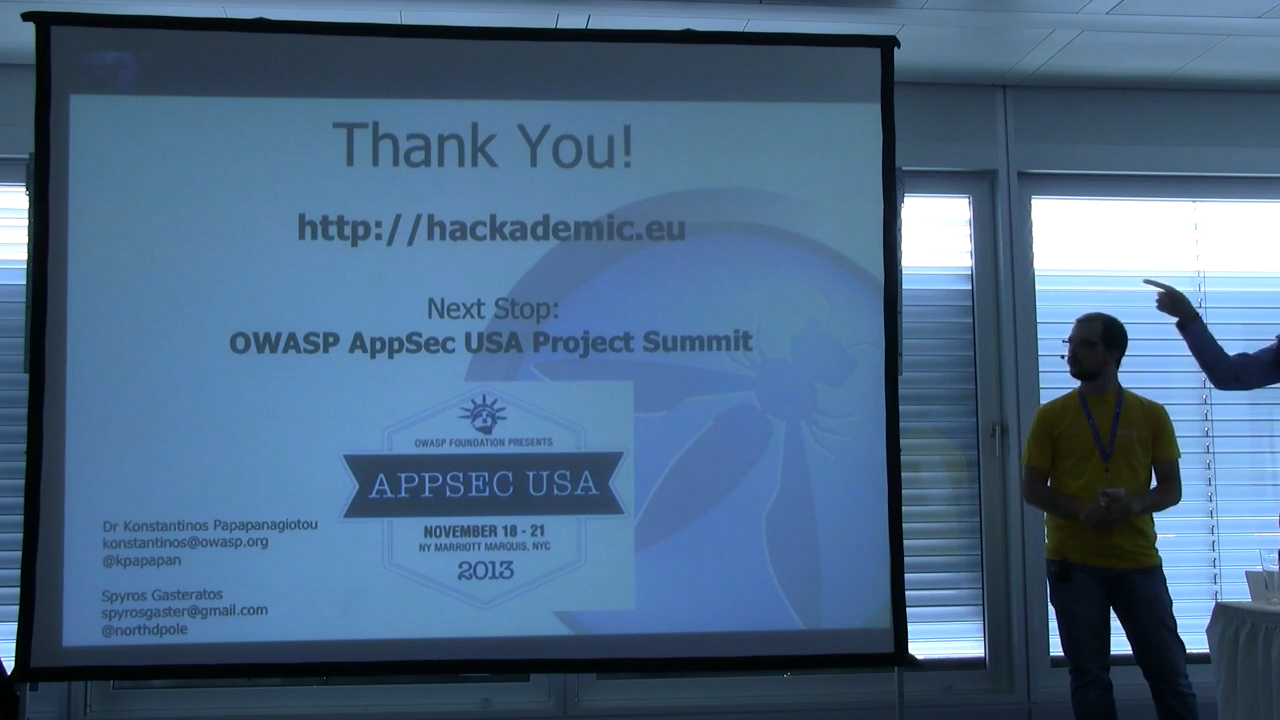 Thank You!
http://hackademic.eu
Next Stop:
OWASP AppSec USA Project Summit
OWASP FOUNDATION PRESENTS
APPSEC USA
NOVEMBER 18 - 21
NY MARRIOTT MARQUIS, NYC
2013
Dr Konstantinos Papapanagiotou
konstantinos@owasp.org
@kpapapan
Spyros Gasteratos
spyrosgaster@gmail.com
@northdpole